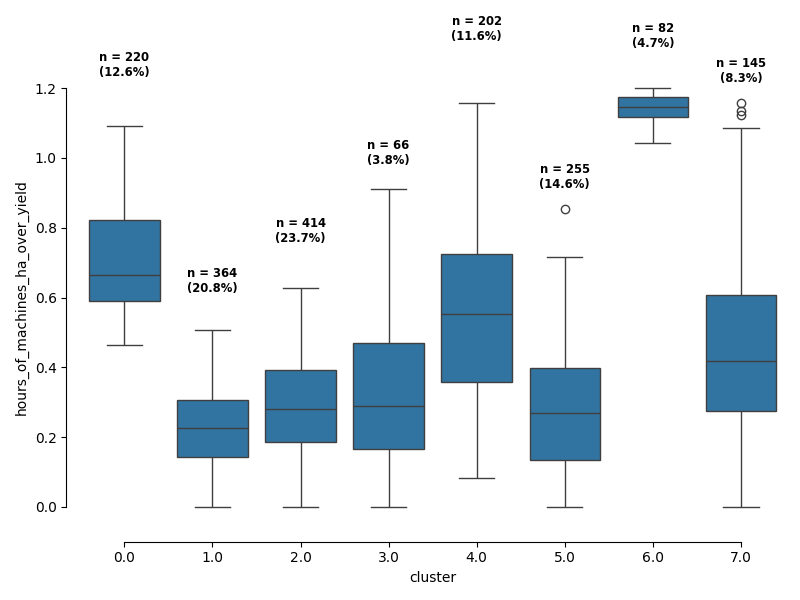 n = 202
(11.6%)
n = 82
(4.7%)
n = 220
(12.6%)
n = 145
(8.3%)
n = 66
(3.8%)
n = 255
(14.6%)
n = 414
(23.7%)
n = 364
(20.8%)
hours_of_machines_ha_over_yield
1.2
1.0
0.8
0.6
0.4
0.2
0.0
0.0 1.0 2.0 3.0 4.0 5.0 6.0 7.0
cluster